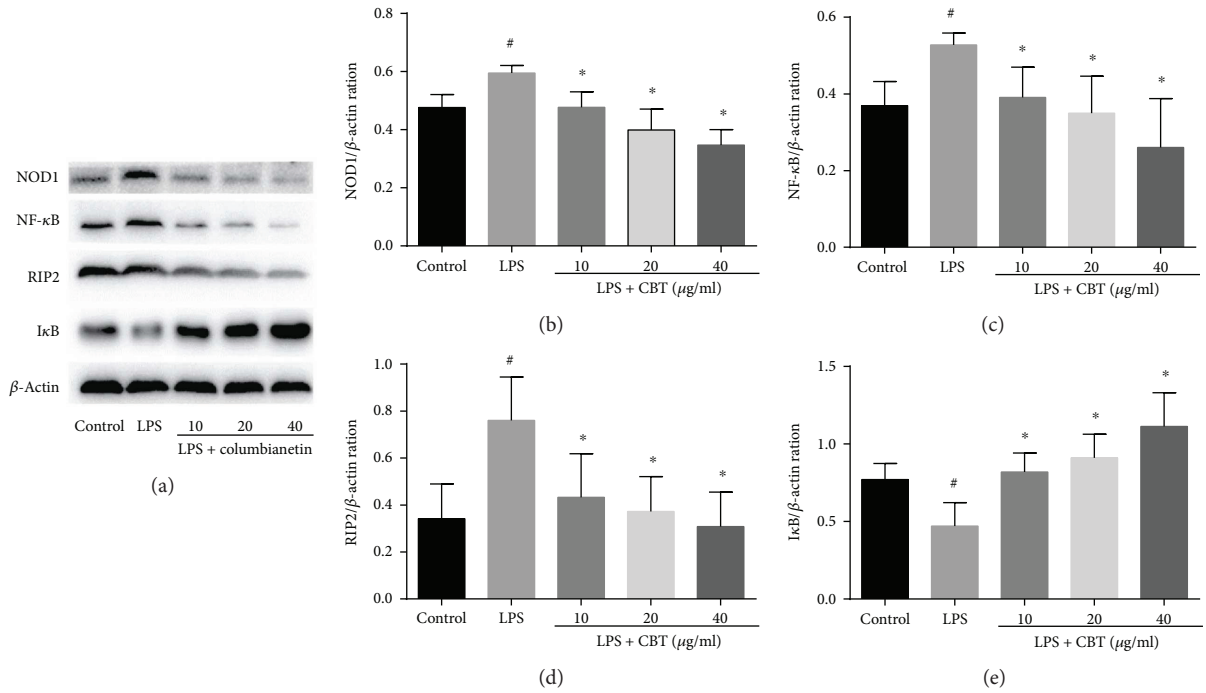 NOD1
NF-κB
RIP2
IκB
β-Actin
Control LPS 10 20 40
LPS + columbianetin
(a)
0.8
0.6
0.4
0.2
0.0
NOD1/β-actin ration
#
*
*
*
Control LPS 10 20 40
LPS + CBT (μg/ml)
(b)
0.6
0.4
0.2
0.0
NF-κB/β-actin ration
#
*
*
*
Control LPS 10 20 40
LPS + CBT (μg/ml)
(c)
1.0
0.8
0.6
0.4
0.2
0.0
RIP2/β-actin ration
#
*
*
*
Control LPS 10 20 40
LPS + CBT (μg/ml)
(d)
1.5
1.0
0.5
0.0
IκB/β-actin ration
#
*
*
*
Control LPS 10 20 40
LPS + CBT (μg/ml)
(e)